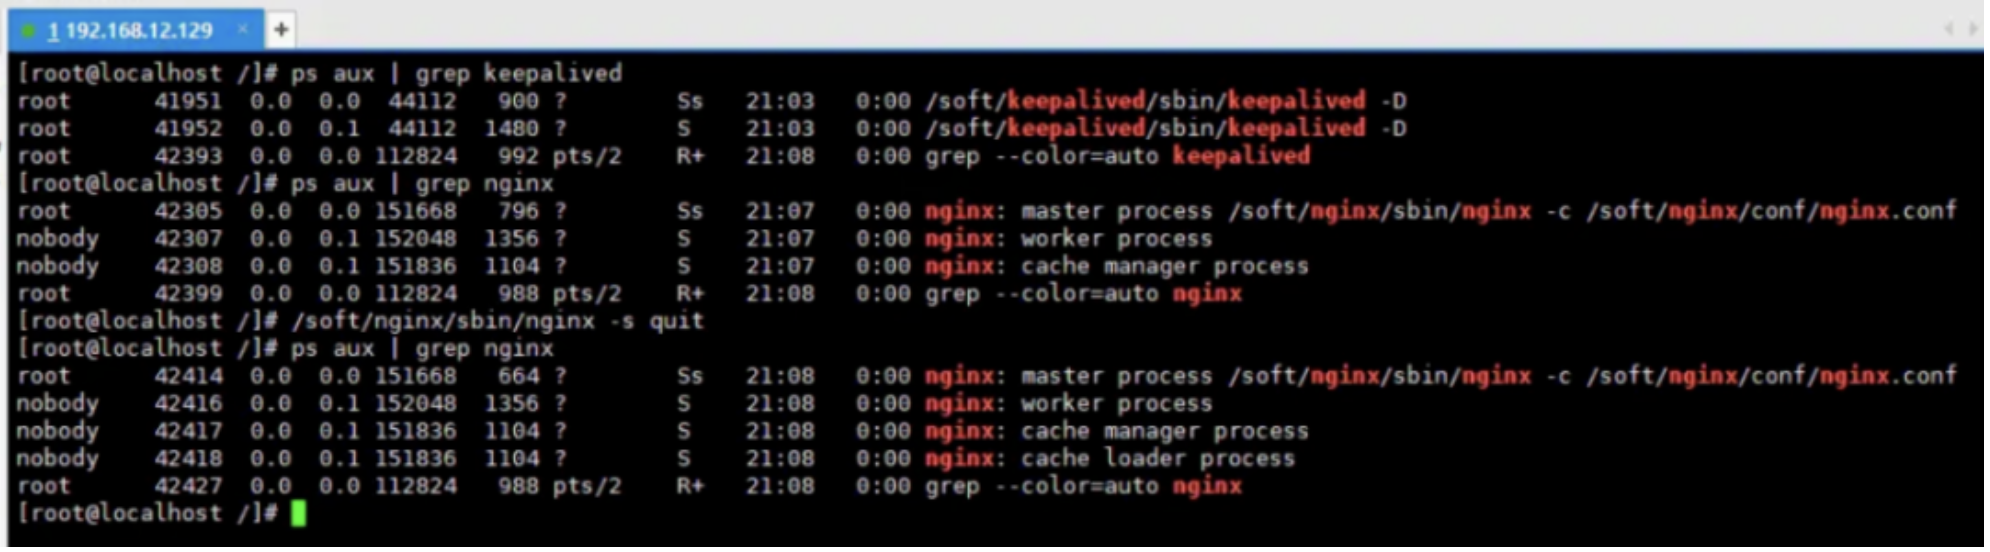 1 192.168.12.129 × +
[root@localhost /]# ps aux | grep keepalived
root 41951 0.0 0.0 44112 900 ? Ss 21:03 0:00 /soft/keepalived/sbin/keepalived -D
root 41952 0.0 0.1 44112 1480 ? S 21:03 0:00 /soft/keepalived/sbin/keepalived -D
root 42393 0.0 0.0 112824 992 pts/2 R+ 21:08 0:00 grep --color=auto keepalived
[root@localhost /]# ps aux | grep nginx
root 42305 0.0 0.0 151668 796 ? Ss 21:07 0:00 nginx: master process /soft/nginx/sbin/nginx -c /soft/nginx/conf/nginx.conf
nobody 42307 0.0 0.1 152048 1356 ? S 21:07 0:00 nginx: worker process
nobody 42308 0.0 0.1 151836 1104 ? S 21:07 0:00 nginx: cache manager process
root 42399 0.0 0.0 112824 988 pts/2 R+ 21:08 0:00 grep --color=auto nginx
[root@localhost /]# /soft/nginx/sbin/nginx -s quit
[root@localhost /]# ps aux | grep nginx
root 42414 0.0 0.0 151668 664 ? Ss 21:08 0:00 nginx: master process /soft/nginx/sbin/nginx -c /soft/nginx/conf/nginx.conf
nobody 42416 0.0 0.1 152048 1356 ? S 21:08 0:00 nginx: worker process
nobody 42417 0.0 0.1 151836 1104 ? S 21:08 0:00 nginx: cache manager process
nobody 42418 0.0 0.1 151836 1104 ? S 21:08 0:00 nginx: cache loader process
root 42427 0.0 0.0 112824 988 pts/2 R+ 21:08 0:00 grep --color=auto nginx
[root@localhost /]#